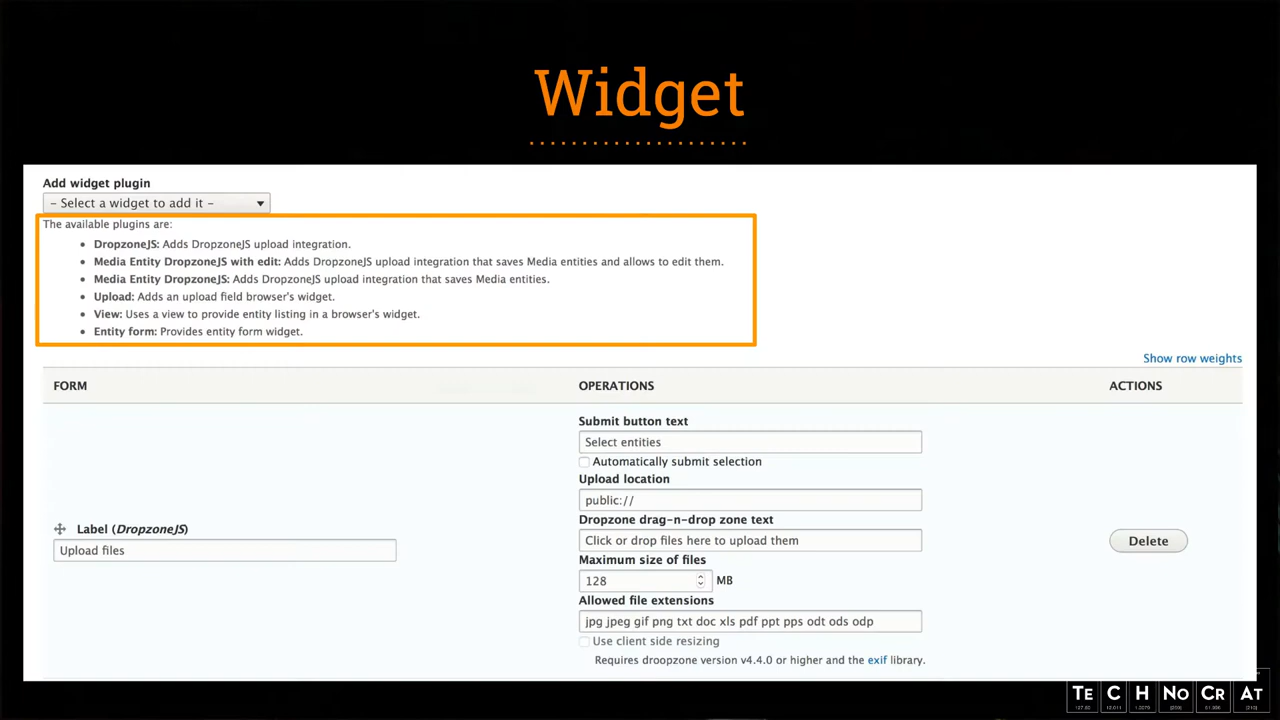 Widget
Add widget plugin
- Select a widget to add it -
The available plugins are:
• DropzoneJS: Adds DropzoneJS upload integration.
• Media Entity DropzoneJS with edit: Adds DropzoneJS upload integration that saves Media entities and allows to edit them.
• Media Entity DropzoneJS: Adds DropzoneJS upload integration that saves Media entities.
• Upload: Adds an upload field browser's widget.
• View: Uses a view to provide entity listing in a browser's widget.
• Entity form: Provides entity form widget.
Show row weights
FORM OPERATIONS ACTIONS
Submit button text
Select entities
Automatically submit selection
Upload location
public://
Dropzone drag-n-drop zone text
Label (DropzoneJS)
Click or drop files here to upload them
Delete
Upload files
Maximum size of files
128 MB
Allowed file extensions
jpg jpeg gif png txt doc xls pdf ppt pps odt ods odp
Use client side resizing
Requires droopzone version v4.4.0 or higher and the exif library.
Te C H No Cr At